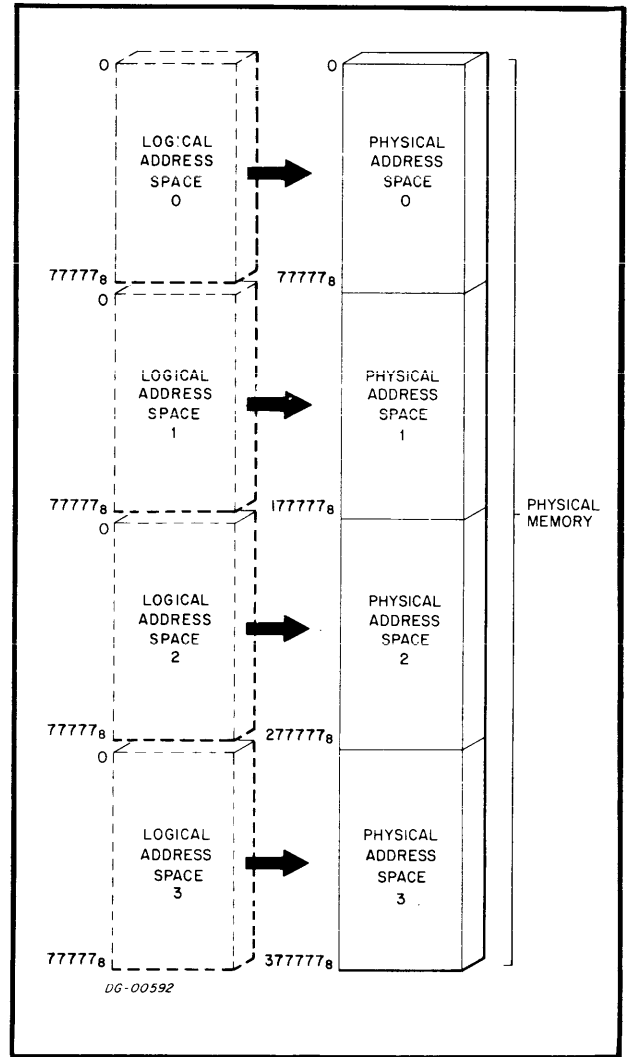 0
LOGICAL
ADDRESS
SPACE
0
77777₈
0
PHYSICAL
ADDRESS
SPACE
0
77777₈
0
LOGICAL
ADDRESS
SPACE
1
77777₈
PHYSICAL
ADDRESS
SPACE
1
177777₈
PHYSICAL
MEMORY
0
LOGICAL
ADDRESS
SPACE
2
77777₈
PHYSICAL
ADDRESS
SPACE
2
277777₈
0
LOGICAL
ADDRESS
SPACE
3
77777₈
PHYSICAL
ADDRESS
SPACE
3
377777₈
DG-00592